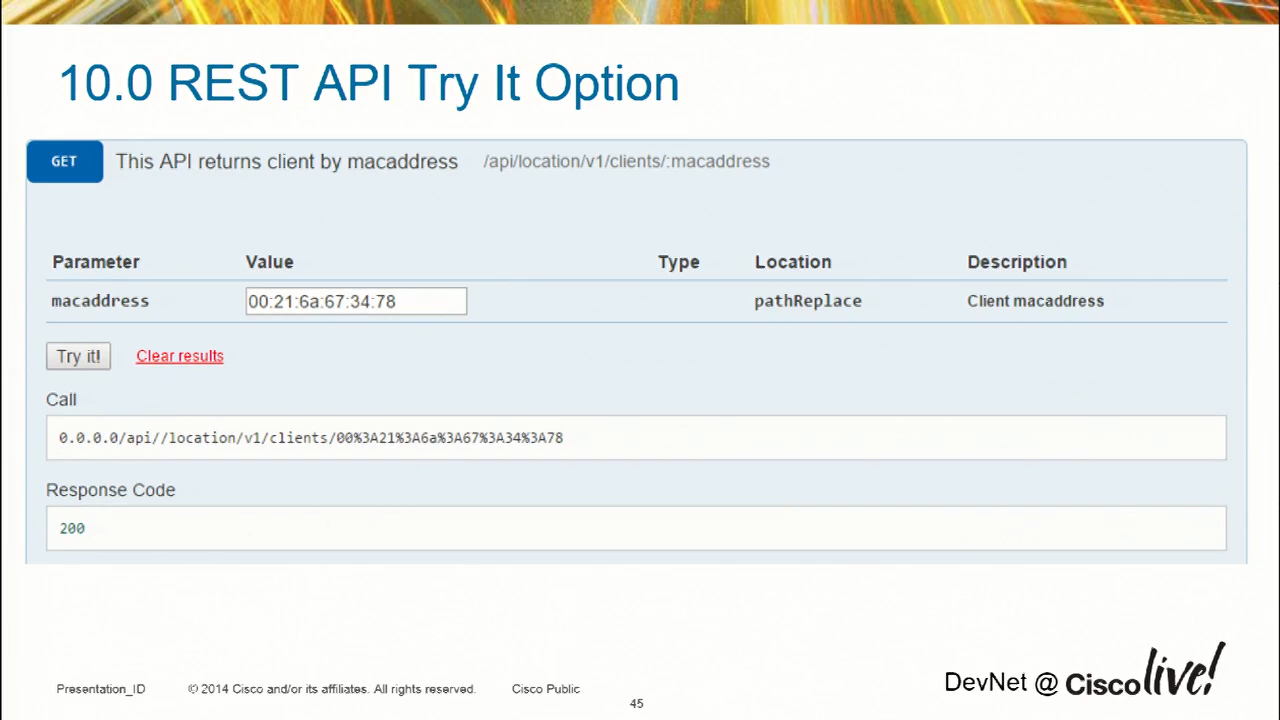 10.0 REST API Try It Option
GET This API returns client by macaddress /api/location/v1/clients/:macaddress
Parameter Value Type Location Description
macaddress 00:21:6a:67:34:78 pathReplace Client macaddress
Try it! Clear results
Call
0.0.0.0/api//location/v1/clients/00%3A21%3A6a%3A67%3A34%3A78
Response Code
200
Presentation_ID © 2014 Cisco and/or its affiliates. All rights reserved. Cisco Public
45
DevNet @ Cisco live!